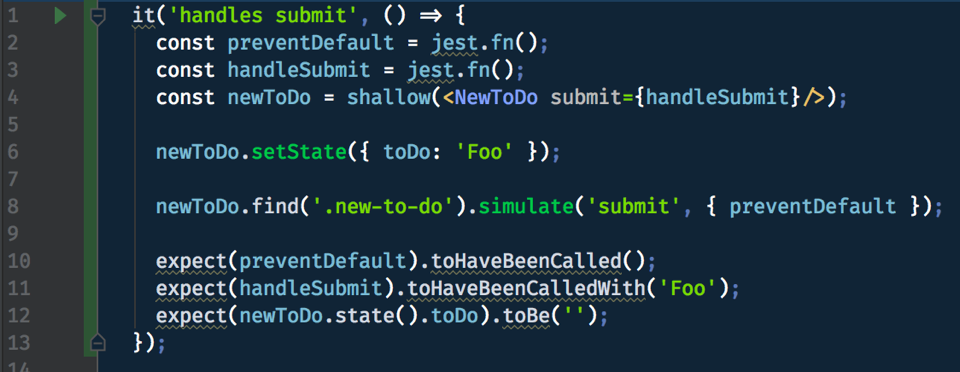 1 it('handles submit', () => {
2 const preventDefault = jest.fn();
3 const handleSubmit = jest.fn();
4 const newToDo = shallow(<NewToDo submit={handleSubmit}/>);
5
6 newToDo.setState({ toDo: 'Foo' });
7
8 newToDo.find('.new-to-do').simulate('submit', { preventDefault });
9
10 expect(preventDefault).toHaveBeenCalled();
11 expect(handleSubmit).toHaveBeenCalledWith('Foo');
12 expect(newToDo.state().toDo).toBe('');
13 });
14